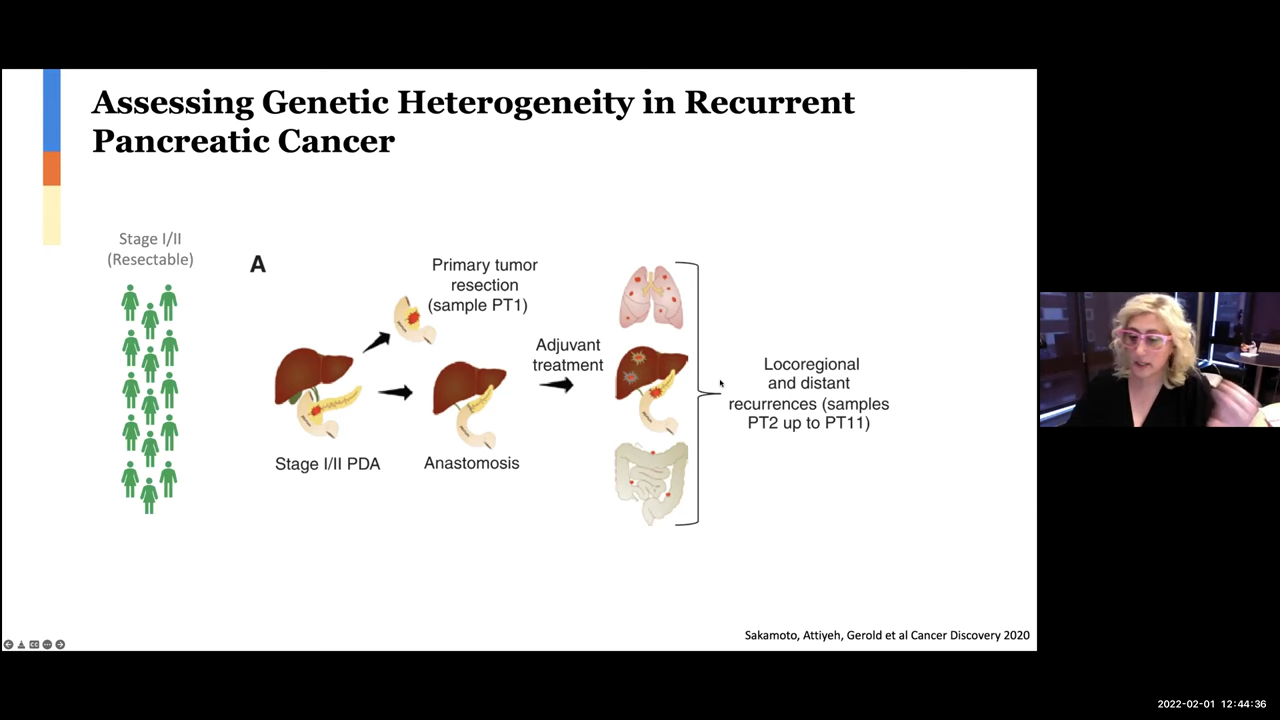 Assessing Genetic Heterogeneity in Recurrent
Pancreatic Cancer
Stage I/II
(Resectable)
A
Primary tumor
resection
(sample PT1)
Adjuvant
treatment
Stage I/II PDA
Anastomosis
Locoregional
and distant
recurrences (samples
PT2 up to PT11)
Sakamoto, Attiyeh, Gerold et al Cancer Discovery 2020
2022-02-01 12:44:36